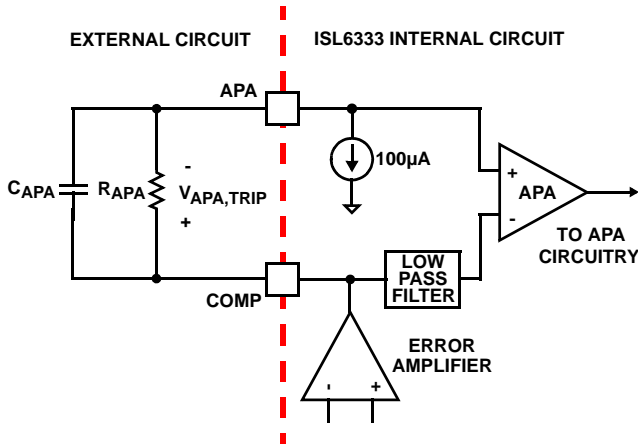 EXTERNAL CIRCUIT
ISL6333 INTERNAL CIRCUIT
APA
100µA
CAPA
RAPA
-
VAPA,TRIP
+
+
APA
-
TO APA
CIRCUITRY
LOW
PASS
FILTER
COMP
ERROR
AMPLIFIER
- +